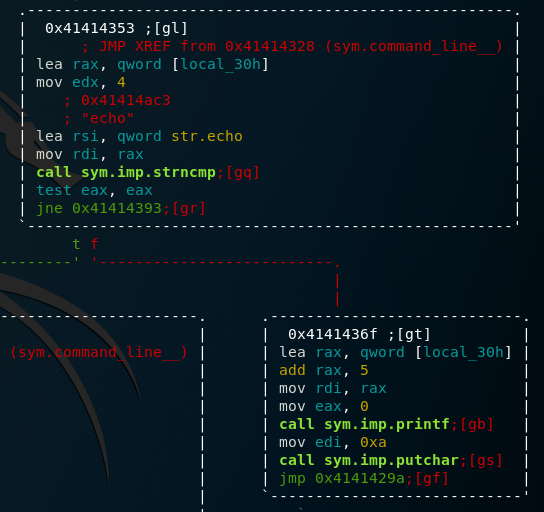 .------------------------------------------------------.
| 0x41414353 ;[gl] |
| ; JMP XREF from 0x41414328 (sym.command_line__) |
| lea rax, qword [local_30h] |
| mov edx, 4 |
| ; 0x41414ac3 |
| ; "echo" |
| lea rsi, qword str.echo |
| mov rdi, rax |
| call sym.imp.strncmp;[gq] |
| test eax, eax |
| jne 0x41414393;[gr] |
`------------------------------------------------------'
t f
--------' '--------------------------.
|
|
----------------------. .----------------------------.
| | 0x4141436f ;[gt] |
(sym.command_line__) | | lea rax, qword [local_30h] |
| | add rax, 5 |
| | mov rdi, rax |
| | mov eax, 0 |
| | call sym.imp.printf;[gb] |
| | mov edi, 0xa |
| | call sym.imp.putchar;[gs] |
| | jmp 0x4141429a;[gf] |
| `----------------------------'